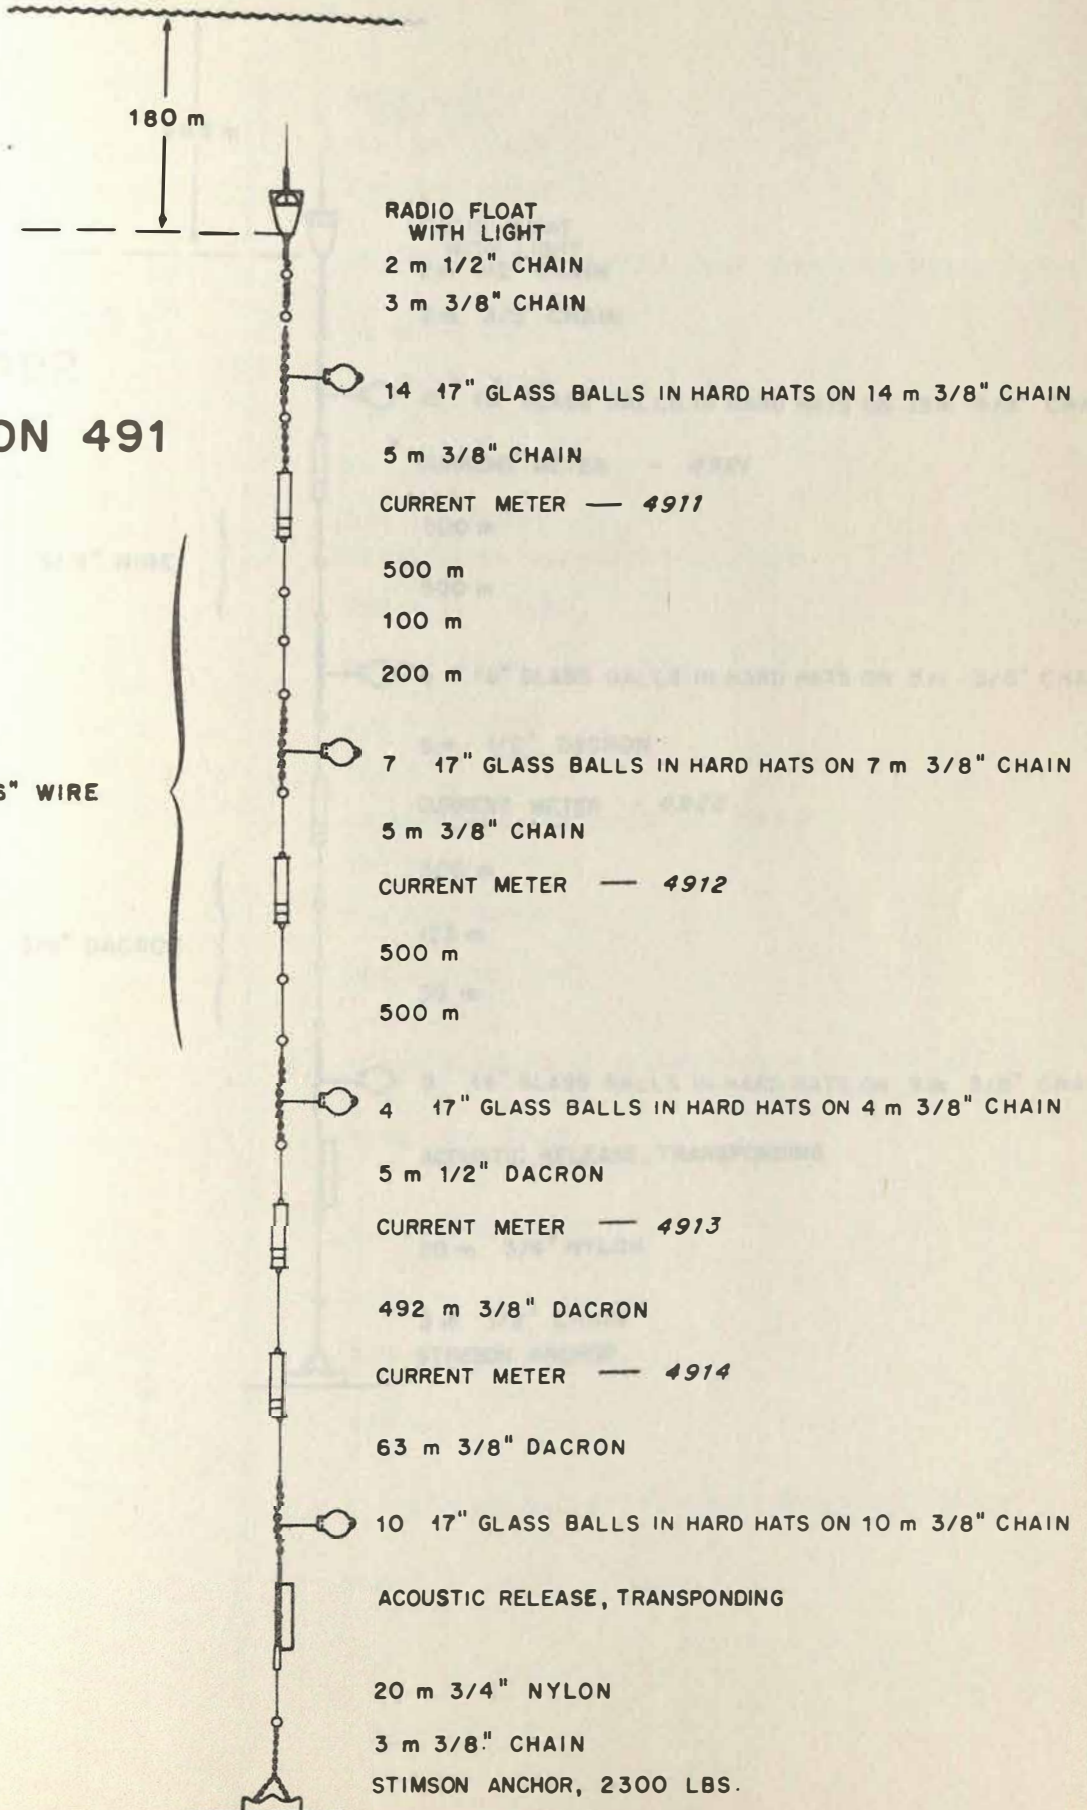 180 m
RADIO FLOAT
WITH LIGHT
2 m 1/2" CHAIN
3 m 3/8" CHAIN
14 17" GLASS BALLS IN HARD HATS ON 14 m 3/8" CHAIN
ON 491
5 m 3/8" CHAIN
CURRENT METER — 4911
500 m
100 m
200 m
7 17" GLASS BALLS IN HARD HATS ON 7 m 3/8" CHAIN
6" WIRE
5 m 3/8" CHAIN
CURRENT METER — 4912
500 m
500 m
4 17" GLASS BALLS IN HARD HATS ON 4 m 3/8" CHAIN
5 m 1/2" DACRON
CURRENT METER — 4913
492 m 3/8" DACRON
CURRENT METER — 4914
63 m 3/8" DACRON
10 17" GLASS BALLS IN HARD HATS ON 10 m 3/8" CHAIN
ACOUSTIC RELEASE, TRANSPONDING
20 m 3/4" NYLON
3 m 3/8" CHAIN
STIMSON ANCHOR, 2300 LBS.